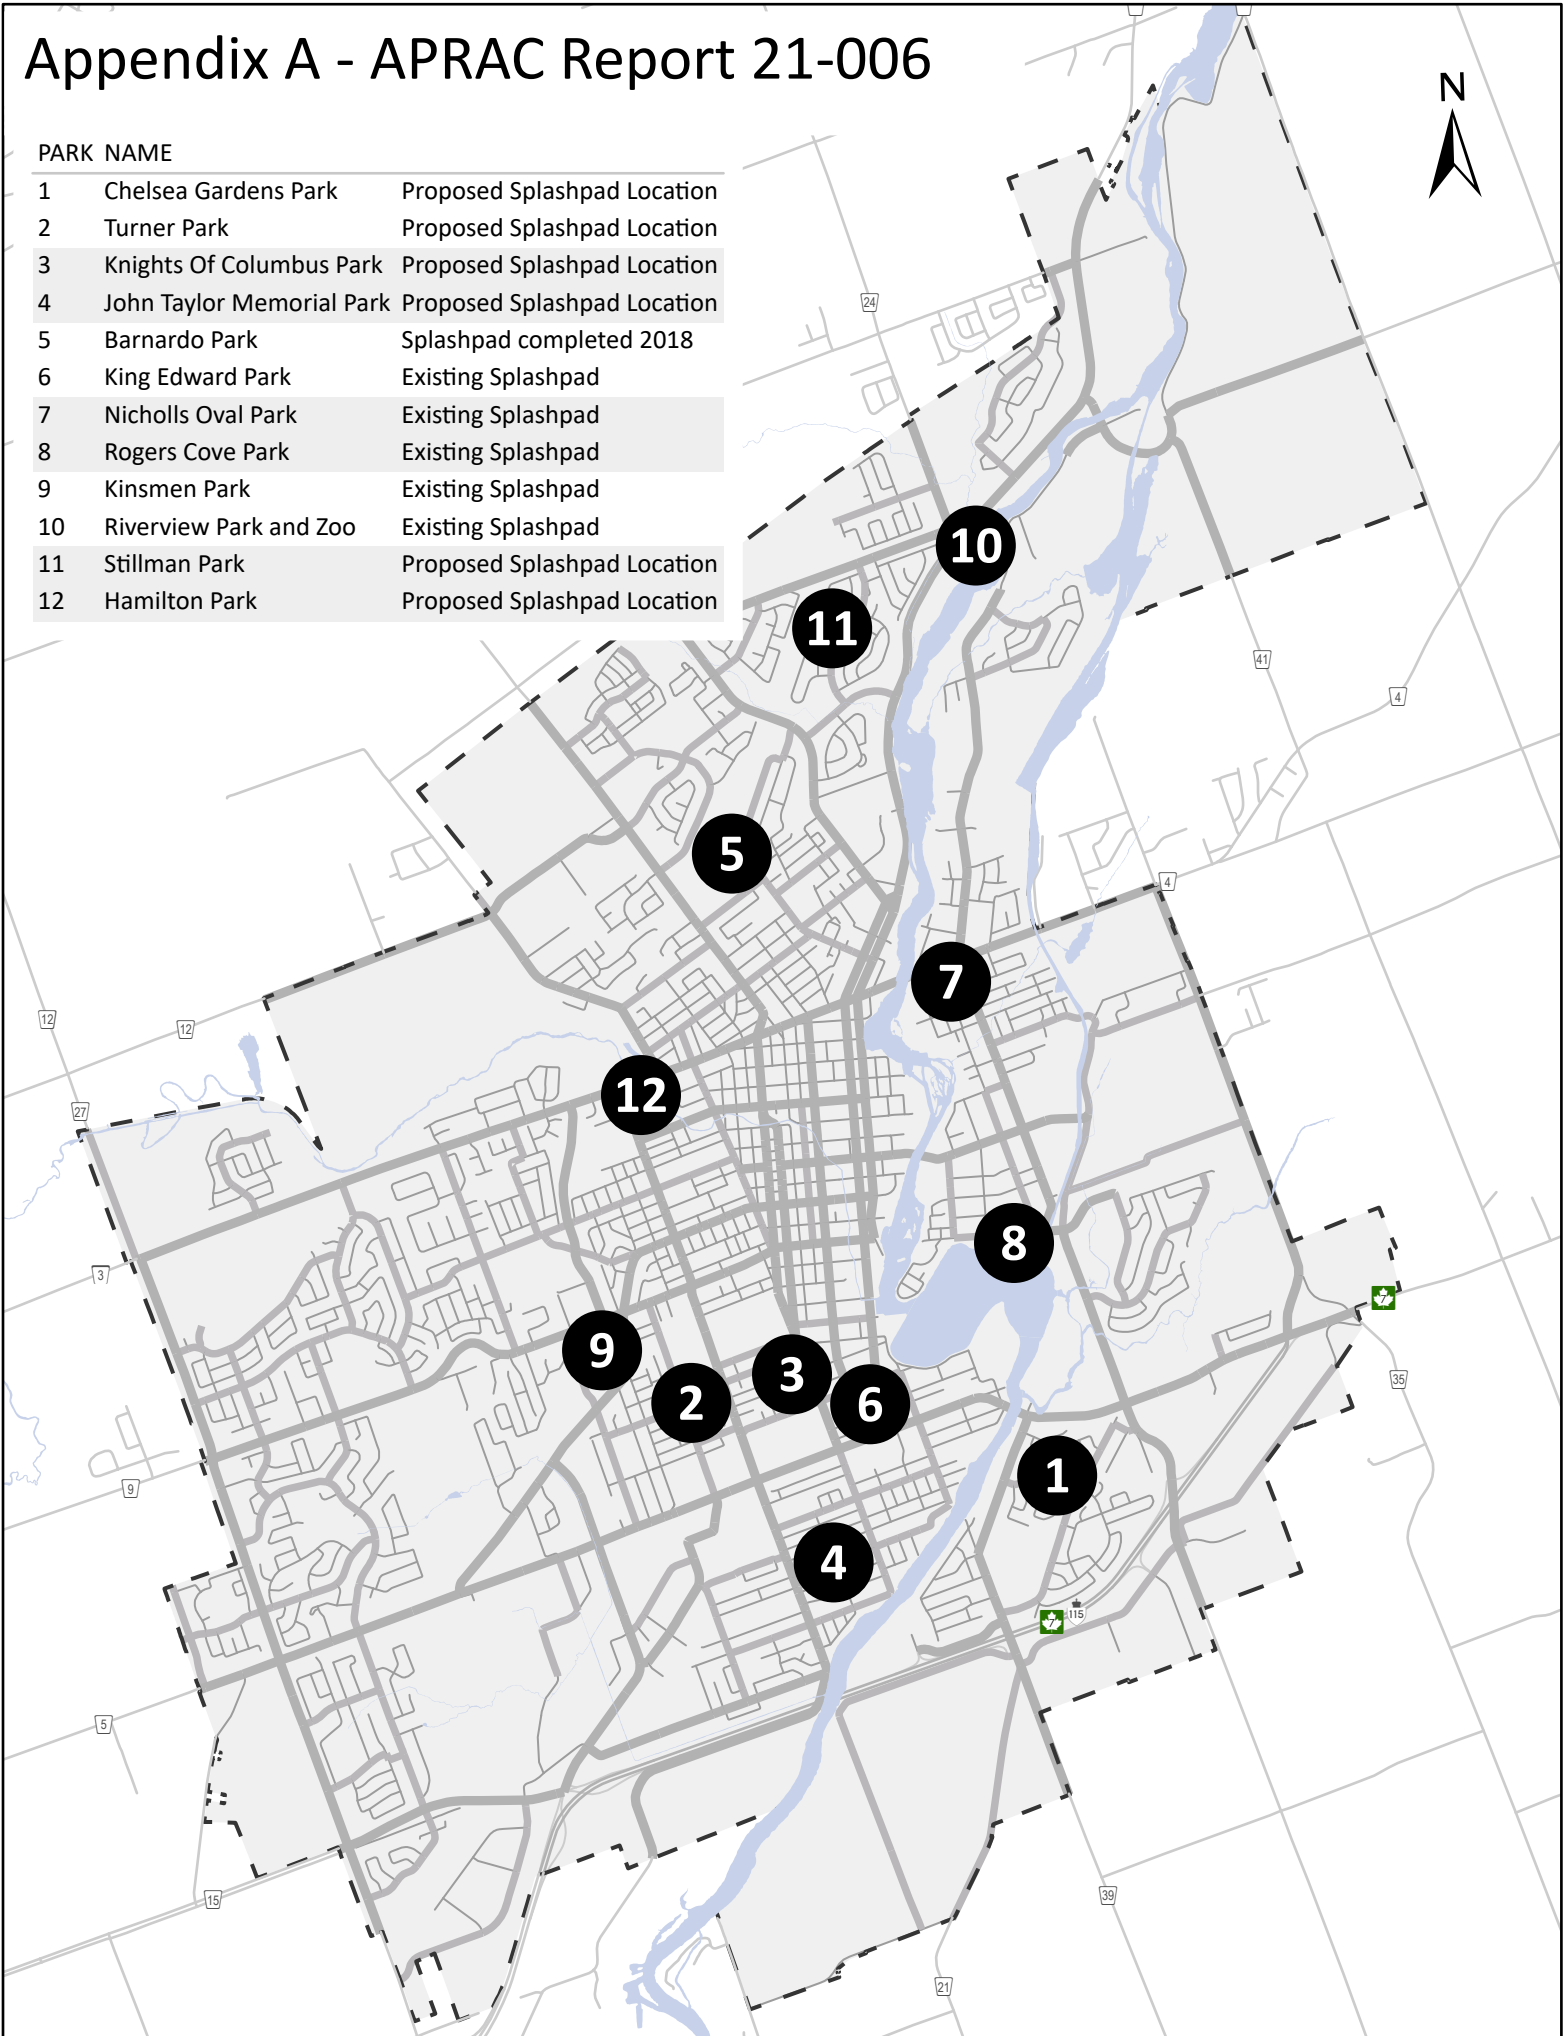 Appendix A - APRAC Report 21-006
N
PARK NAME
1 Chelsea Gardens Park Proposed Splashpad Location
2 Turner Park Proposed Splashpad Location
3 Knights Of Columbus Park Proposed Splashpad Location
4 John Taylor Memorial Park Proposed Splashpad Location
5 Barnardo Park Splashpad completed 2018
6 King Edward Park Existing Splashpad
7 Nicholls Oval Park Existing Splashpad
8 Rogers Cove Park Existing Splashpad
9 Kinsmen Park Existing Splashpad
10 Riverview Park and Zoo Existing Splashpad
11 Stillman Park Proposed Splashpad Location
12 Hamilton Park Proposed Splashpad Location
24
10
11
41
4
5
4
7
12
12
12
27
8
3
7
9
3
2
6
35
1
9
4
7
115
5
15
39
21